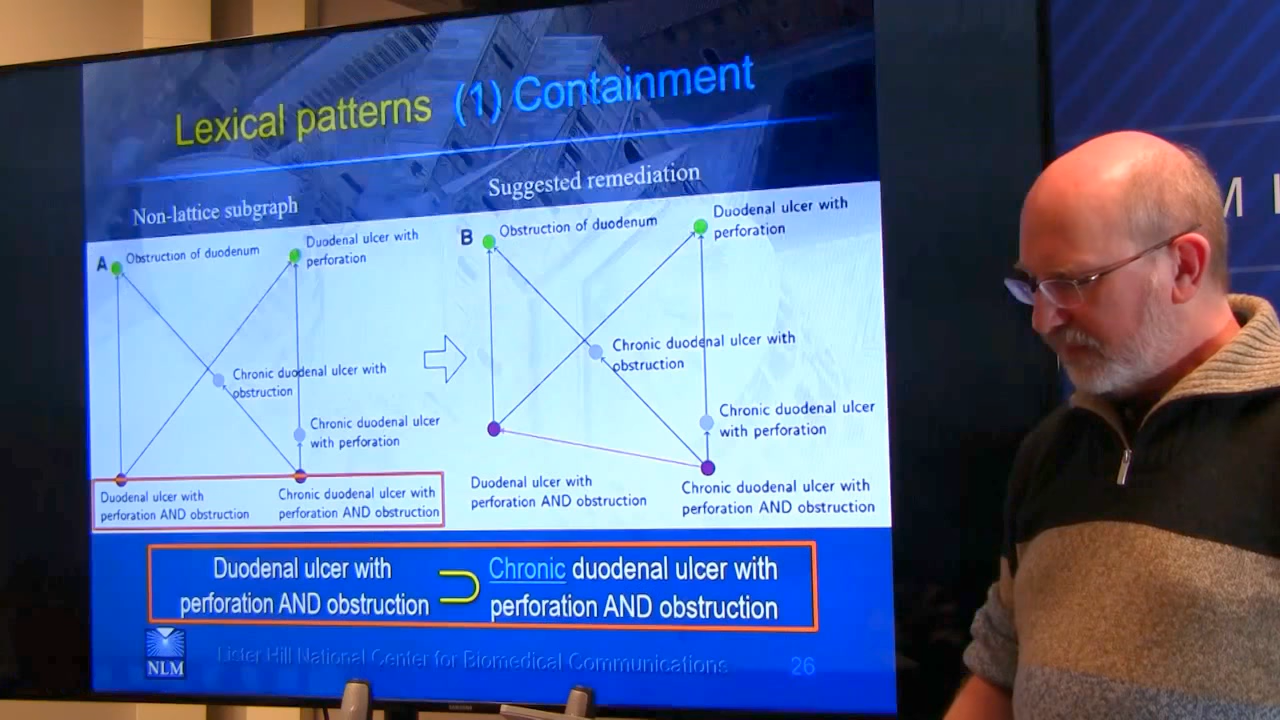 Lexical patterns (1) Containment
Non-lattice subgraph
Suggested remediation
A
Obstruction of duodenum
Duodenal ulcer with
perforation
Chronic duodenal ulcer with
obstruction
Chronic duodenal ulcer
with perforation
Duodenal ulcer with
perforation AND obstruction
Chronic duodenal ulcer with
perforation AND obstruction
B
Obstruction of duodenum
Duodenal ulcer with
perforation
Chronic duodenal ulcer with
obstruction
Chronic duodenal ulcer
with perforation
Duodenal ulcer with
perforation AND obstruction
Chronic duodenal ulcer with
perforation AND obstruction
Duodenal ulcer with
perforation AND obstruction
⊃
Chronic duodenal ulcer with
perforation AND obstruction
NLM
Lister Hill National Center for Biomedical Communications
26
SAMSUNG
M